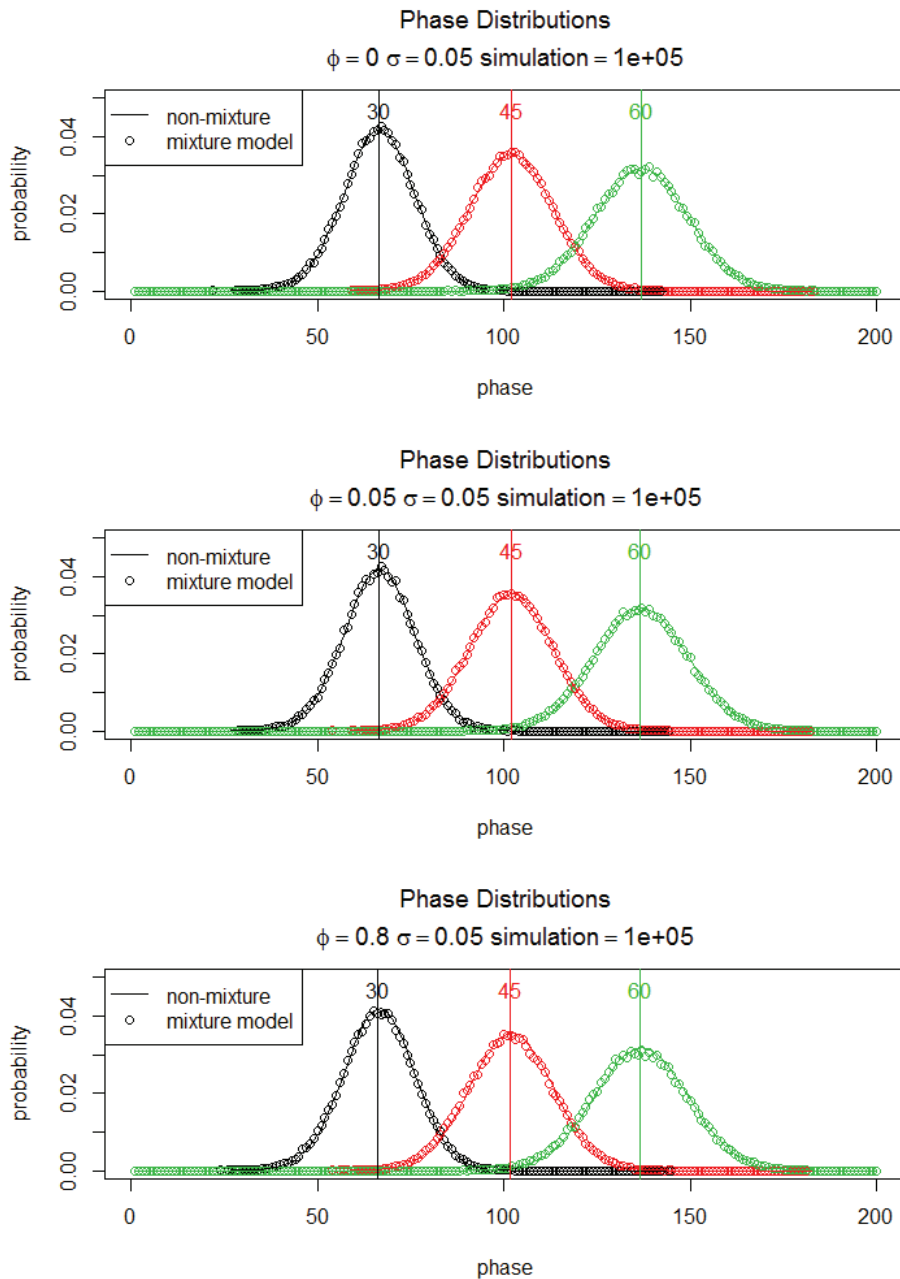 Phase Distributions
ϕ = 0 σ = 0.05 simulation = 1e+05
non-mixture
mixture model
30
45
60
probability
0.00
0.02
0.04
0
50
100
150
200
phase
Phase Distributions
ϕ = 0.05 σ = 0.05 simulation = 1e+05
non-mixture
mixture model
30
45
60
probability
0.00
0.02
0.04
0
50
100
150
200
phase
Phase Distributions
ϕ = 0.8 σ = 0.05 simulation = 1e+05
non-mixture
mixture model
30
45
60
probability
0.00
0.02
0.04
0
50
100
150
200
phase